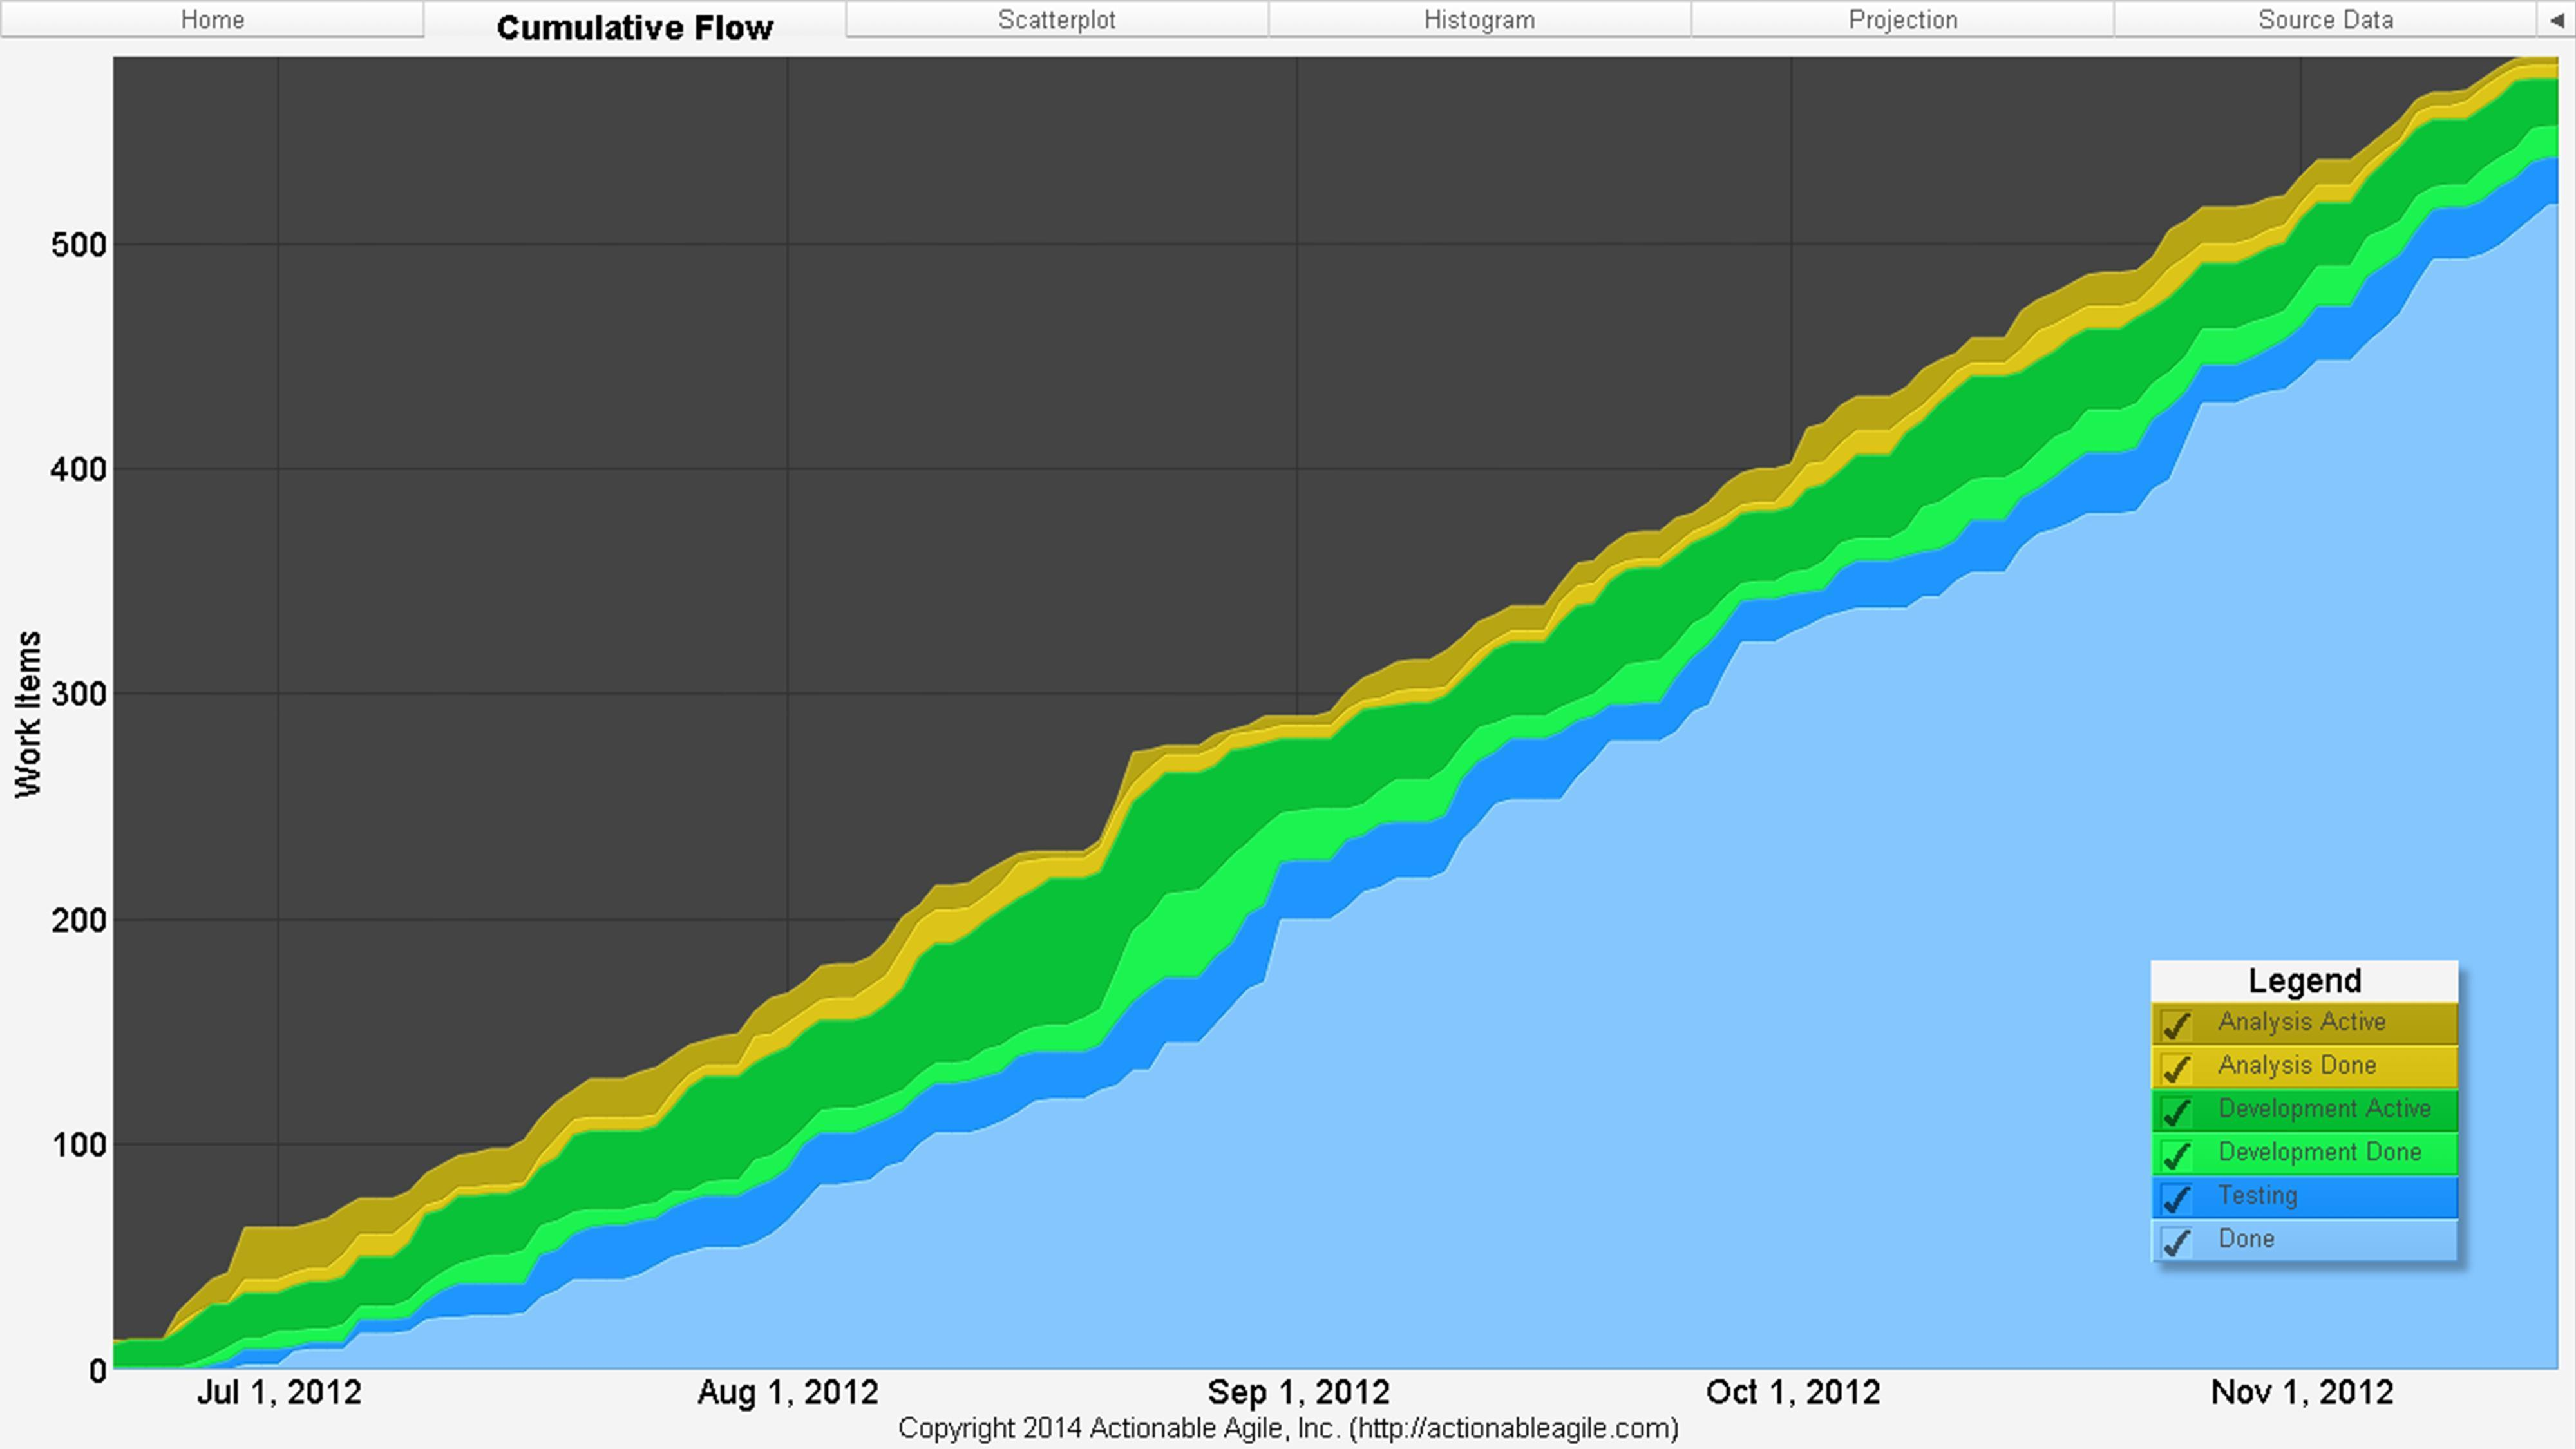 Home
Cumulative Flow
Scatterplot
Histogram
Projection
Source Data
Work Items
500
400
300
200
100
0
Legend
Analysis Active
Analysis Done
Development Active
Development Done
Testing
Done
Jul 1, 2012
Aug 1, 2012
Sep 1, 2012
Oct 1, 2012
Nov 1, 2012
Copyright 2014 Actionable Agile, Inc. (http://actionableagile.com)